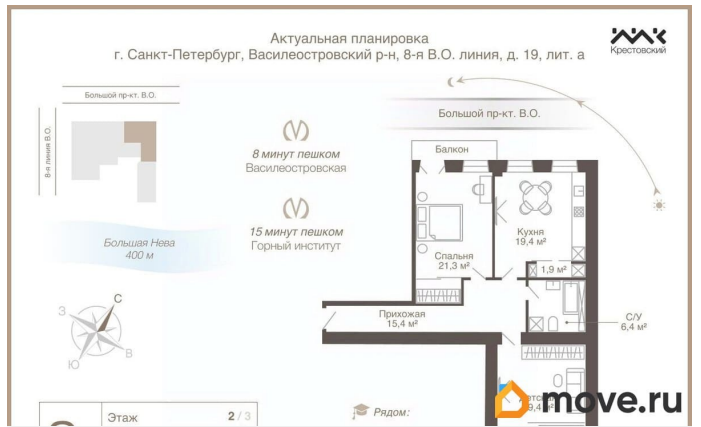 Актуальная планировка
г. Санкт-Петербург, Василеостровский р-н, 8-я В.О. линия, д. 19, лит. а
Крестовский
Большой пр-кт. В.О.
8-я линия В.О.
8 минут пешком
Василеостровская
15 минут пешком
Горный институт
Большая Нева
400 м
С
З
В
Ю
Большой пр-кт. В.О.
Балкон
Кухня
19,4 м²
Спальня
21,3 м²
1,9 м²
Прихожая
15,4 м²
С/У
6,4 м²
Этаж
2 / 3
Рядом:
move.ru